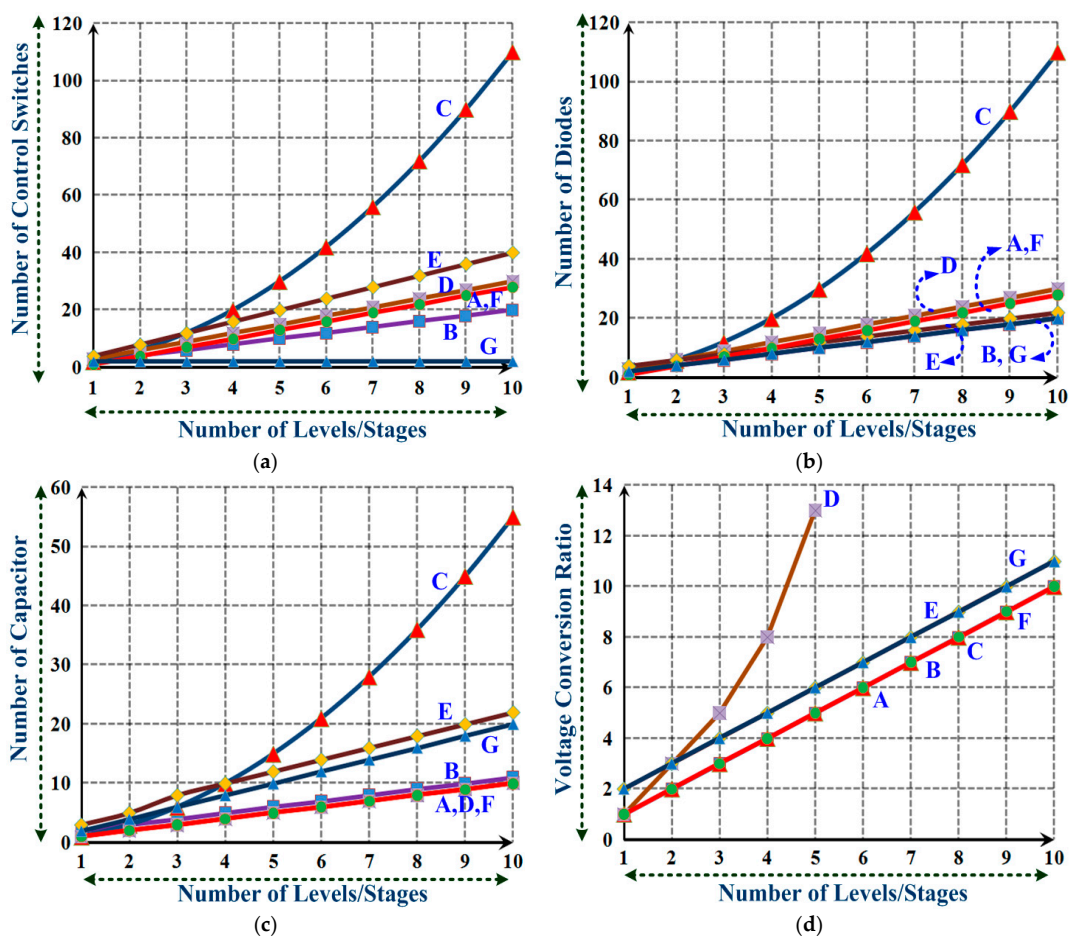 120
100
80
60
40
20
0
Number of Control Switches
C
E
D
A,F
B
G
1 2 3 4 5 6 7 8 9 10
Number of Levels/Stages
(a)
120
100
80
60
40
20
0
Number of Diodes
C
A,F
D
E
B, G
1 2 3 4 5 6 7 8 9 10
Number of Levels/Stages
(b)
60
50
40
30
20
10
0
Number of Capacitor
C
E
G
B
A,D,F
1 2 3 4 5 6 7 8 9 10
Number of Levels/Stages
(c)
14
12
10
8
6
4
2
0
Voltage Conversion Ratio
D
G
E
F
C
B
A
1 2 3 4 5 6 7 8 9 10
Number of Levels/Stages
(d)